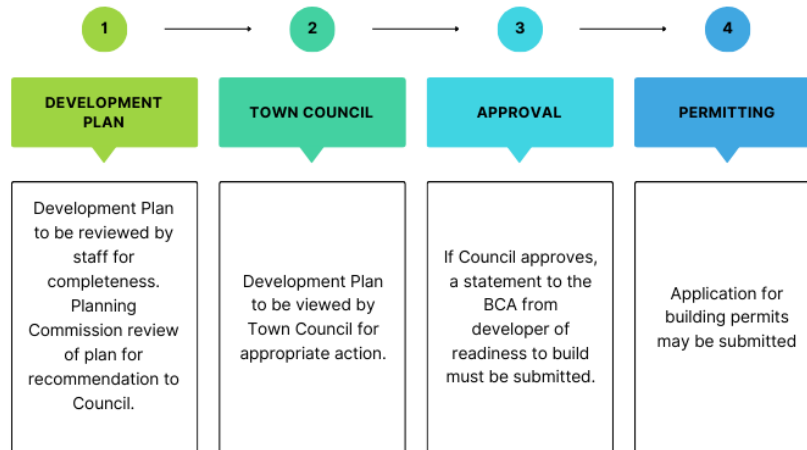 1
2
3
4
DEVELOPMENT
PLAN
TOWN COUNCIL
APPROVAL
PERMITTING
Development Plan
to be reviewed by
staff for
completeness.
Planning
Commission review
of plan for
recommendation to
Council.
Development Plan
to be viewed by
Town Council for
appropriate action.
If Council approves,
a statement to the
BCA from
developer of
readiness to build
must be submitted.
Application for
building permits
may be submitted